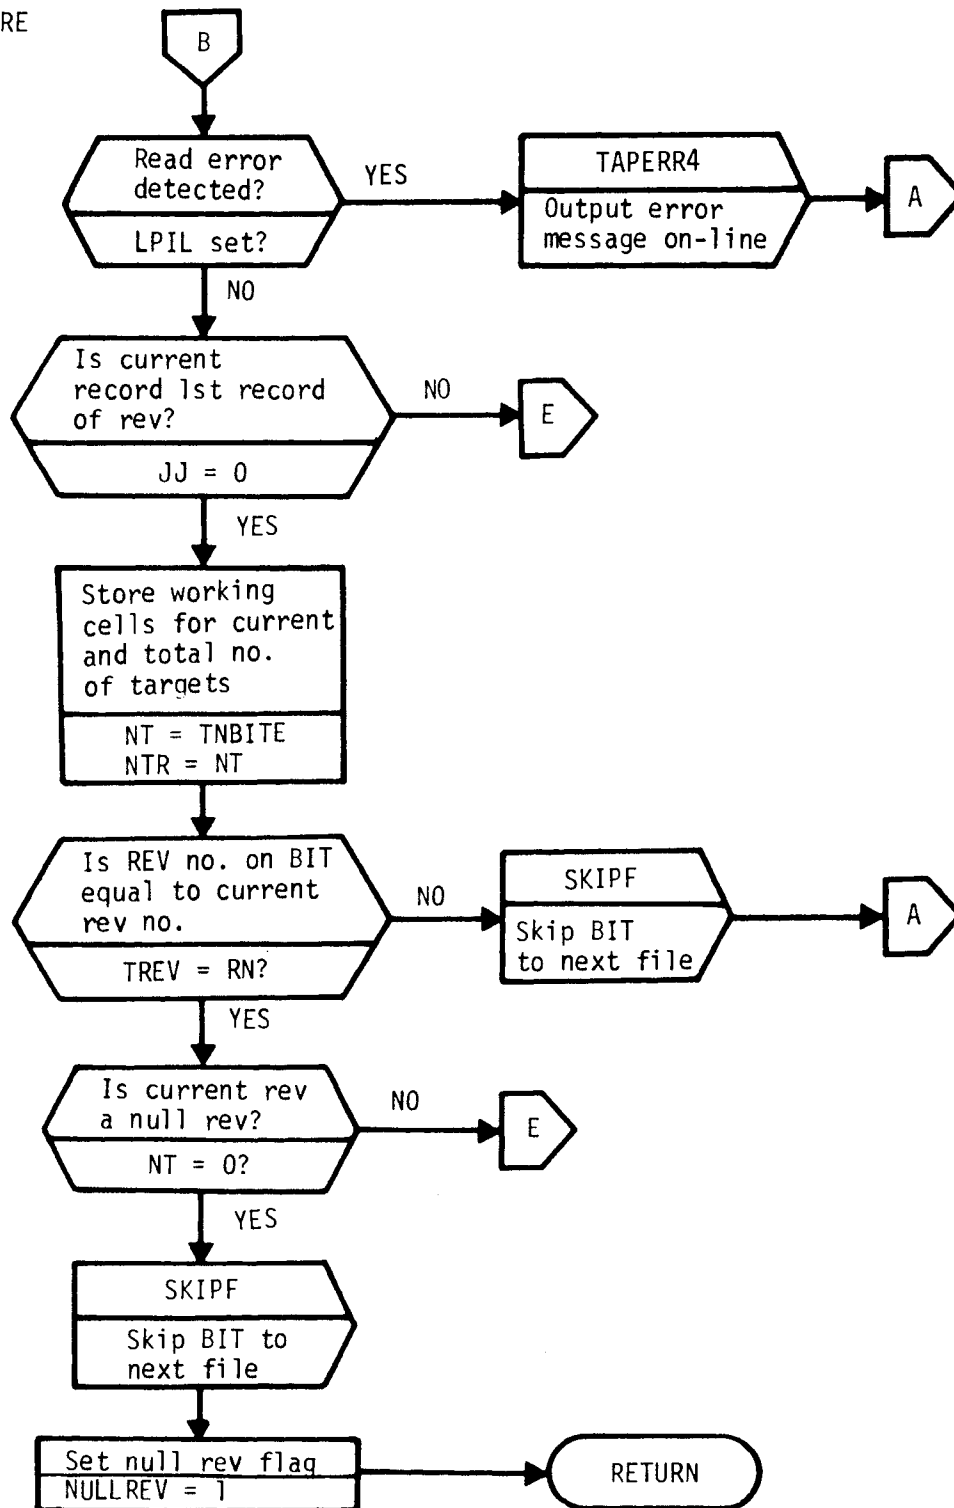 RE
B
Read error
detected?
LPIL set?
YES
TAPERR4
Output error
message on-line
A
NO
Is current
record 1st record
of rev?
JJ = 0
NO
E
YES
Store working
cells for current
and total no.
of targets
NT = TNBITE
NTR = NT
Is REV no. on BIT
equal to current
rev no.
TREV = RN?
NO
SKIPF
Skip BIT
to next file
A
YES
Is current rev
a null rev?
NT = 0?
NO
E
YES
SKIPF
Skip BIT to
next file
Set null rev flag
NULLREV = 1
RETURN